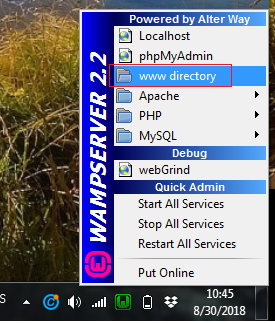 Powered by Alter Way
Localhost
phpMyAdmin
www directory
Apache
PHP
MySQL
Debug
webGrind
Quick Admin
Start All Services
Stop All Services
Restart All Services
Put Online
WAMPSERVER 2.2
S
10:45
8/30/2018